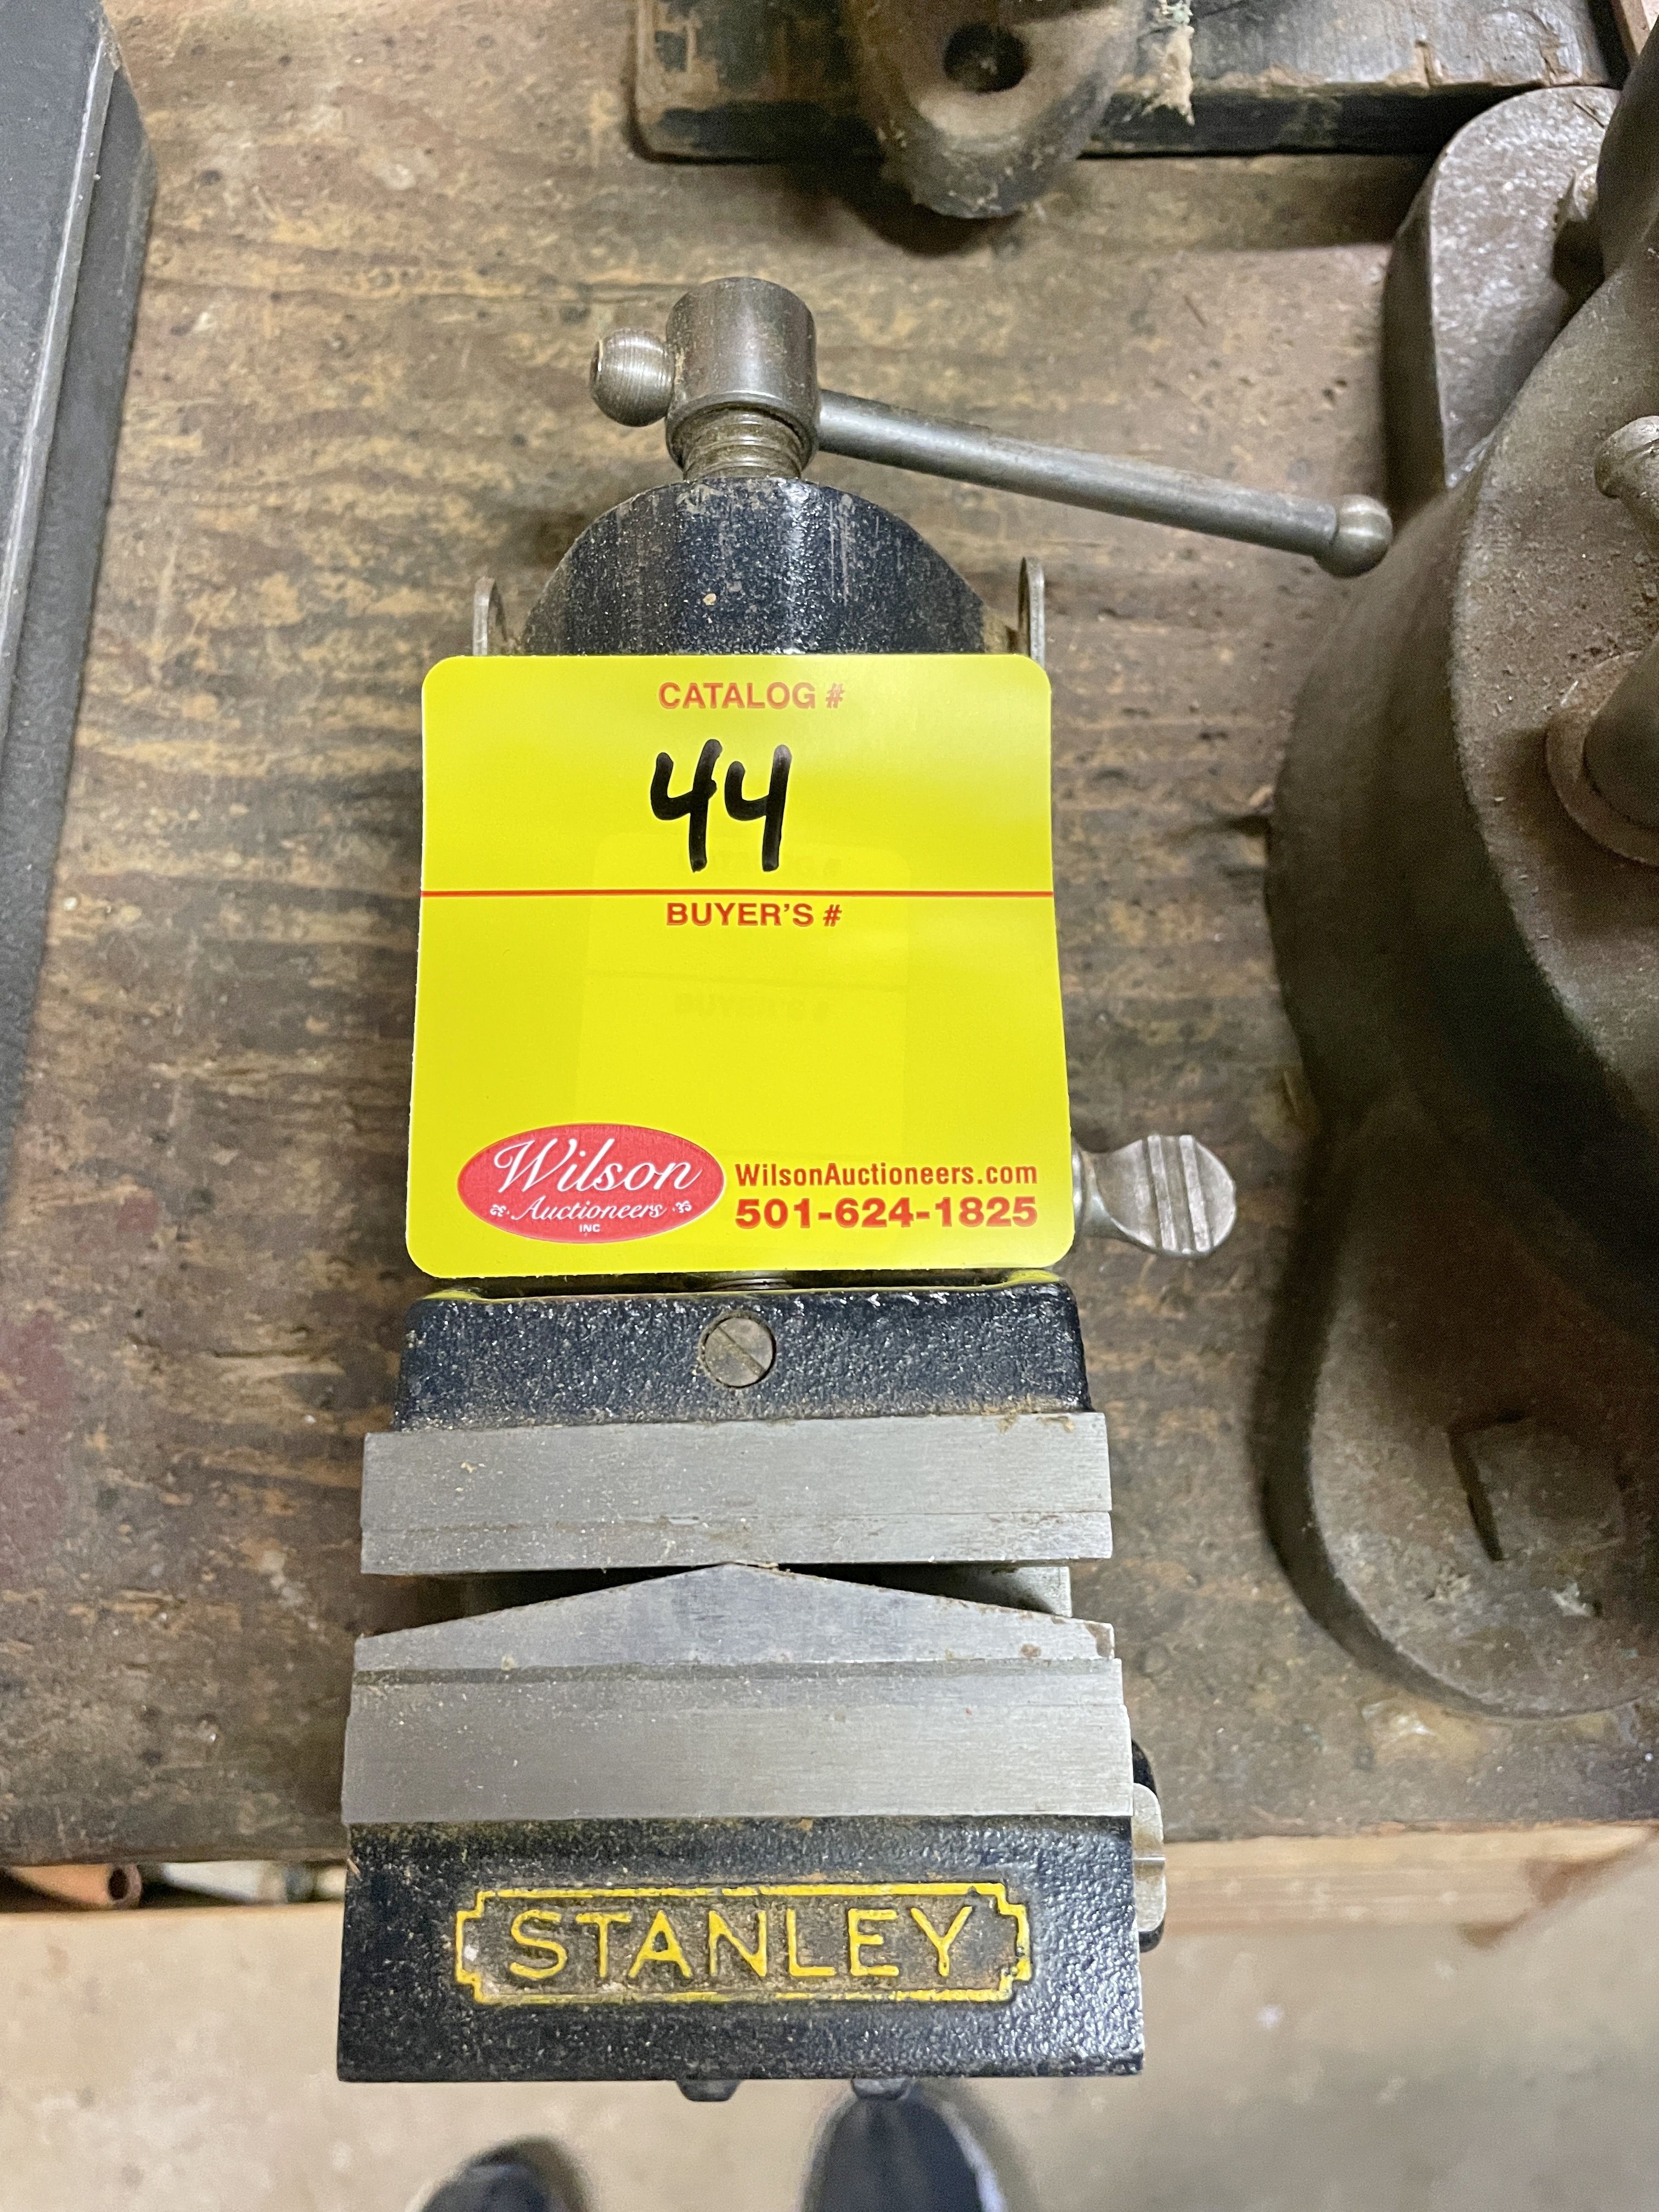 CATALOG #
44
BUYER'S #
Wilson
Auctioneers
INC
WilsonAuctioneers.com
501-624-1825
STANLEY